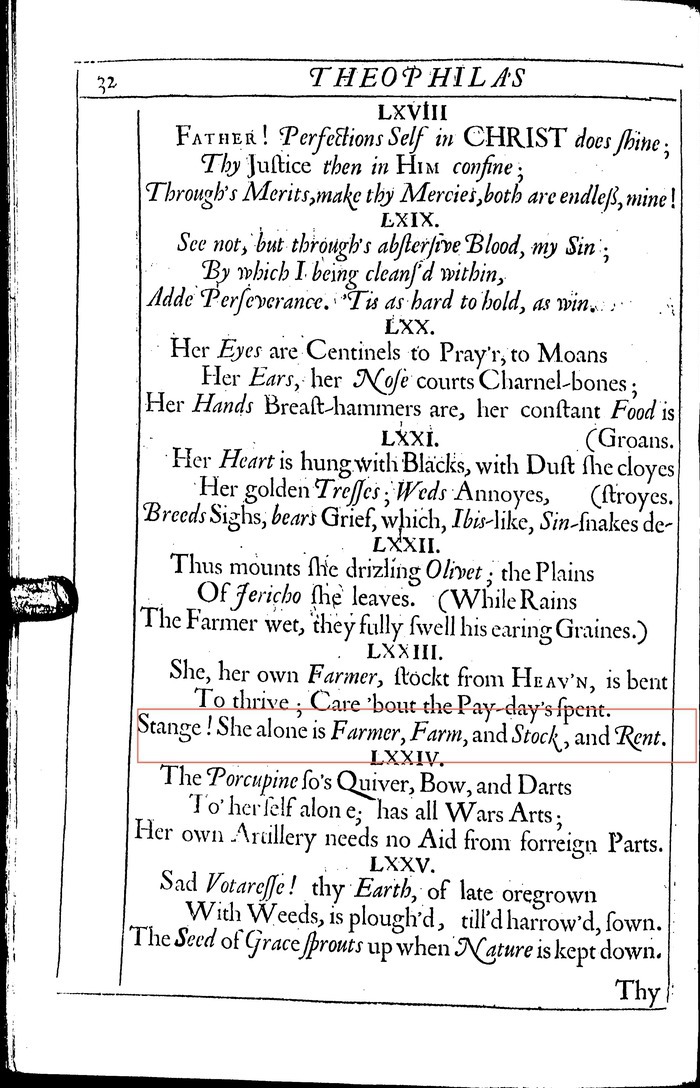 32 THEOPHILA'S
LXVIII
FATHER! Perfections Self in CHRIST does ſhine;
Thy Juſtice then in HIM confine;
Through's Merits, make thy Mercies, both are endleß, mine!
LXIX.
See not, but through's abſterſive Blood, my Sin;
By which I being cleanſ'd within,
Adde Perſeverance. 'Tis as hard to hold, as win.
LXX.
Her Eyes are Centinels to Pray'r, to Moans
Her Ears, her Noſe courts Charnel-bones;
Her Hands Breaſt-hammers are, her conſtant Food is
LXXI. (Groans.
Her Heart is hung with Blacks, with Duſt ſhe cloyes
Her golden Treſſes; Weds Annoyes, (ſtroyes.
Breeds Sighs, bears Grief, which, Ibis-like, Sin-ſnakes de-
LXXII.
Thus mounts ſhe drizling Olivet; the Plains
Of Jericho ſhe leaves. (While Rains
The Farmer wet, they fully ſwell his earing Graines.)
LXXIII.
She, her own Farmer, ſtockt from HEAV'N, is bent
To thrive; Care 'bout the Pay-day's ſpent.
Stange! She alone is Farmer, Farm, and Stock, and Rent.
LXXIV.
The Porcupine ſo's Quiver, Bow, and Darts
To' herſelf alone; has all Wars Arts;
Her own Artillery needs no Aid from forreign Parts.
LXXV.
Sad Votareſſe! thy Earth, of late oregrown
With Weeds, is plough'd, till'd harrow'd, ſown.
The Seed of Grace ſprouts up when Nature is kept down.
Thy